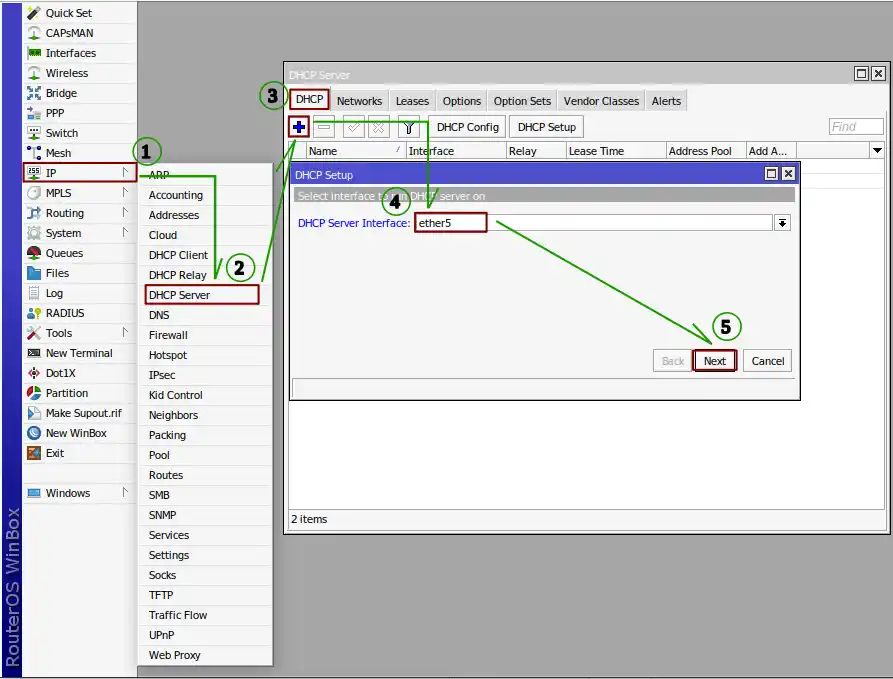 Quick Set
CAPsMAN
Interfaces
Wireless
Bridge
PPP
Switch
Mesh
IP
MPLS
Routing
System
Queues
Files
Log
RADIUS
Tools
New Terminal
Dot1X
Partition
Make Supout.rif
New WinBox
Exit
Windows
RouterOS WinBox
1
ARP
Accounting
Addresses
Cloud
DHCP Client
DHCP Relay
2
DHCP Server
DNS
Firewall
Hotspot
IPsec
Kid Control
Neighbors
Packing
Pool
Routes
SMB
SNMP
Services
Settings
Socks
TFTP
Traffic Flow
UPnP
Web Proxy
DHCP Server
3
DHCP Networks Leases Options Option Sets Vendor Classes Alerts
DHCP Config DHCP Setup Find
Name / Interface Relay Lease Time Address Pool Add A...
DHCP Setup
Select interface to run DHCP server on
4
DHCP Server Interface: ether5
5
Back Next Cancel
2 items